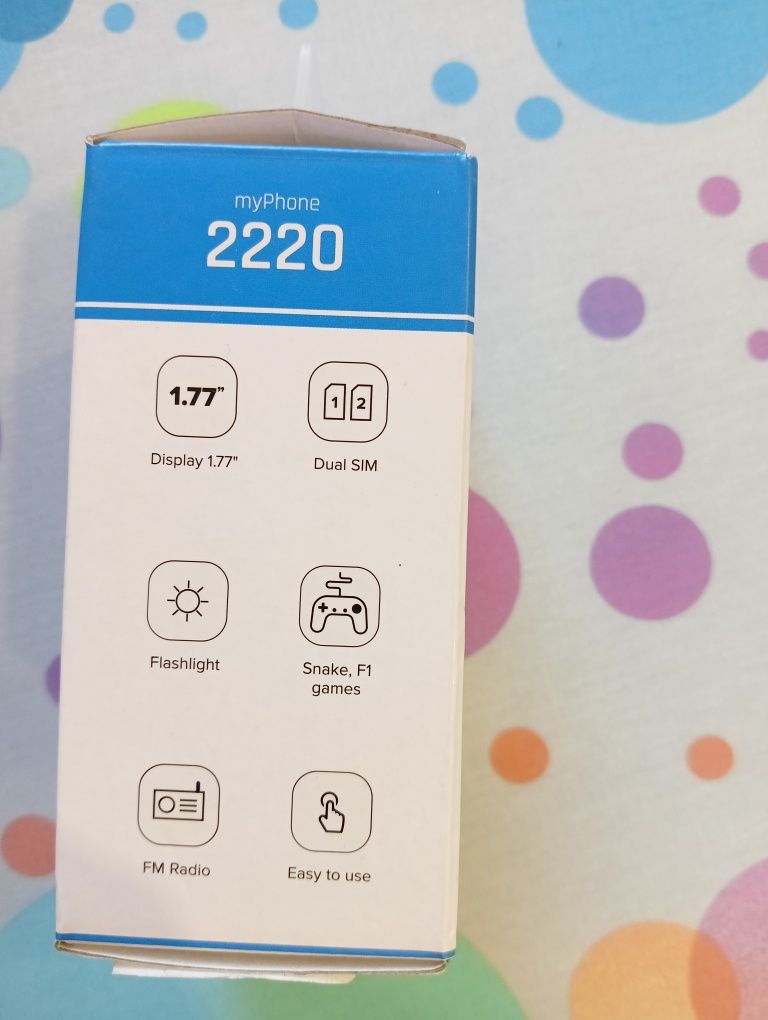 myPhone
2220
1.77”
1 2
Display 1.77"
Dual SIM
Flashlight
Snake, F1
games
FM Radio
Easy to use